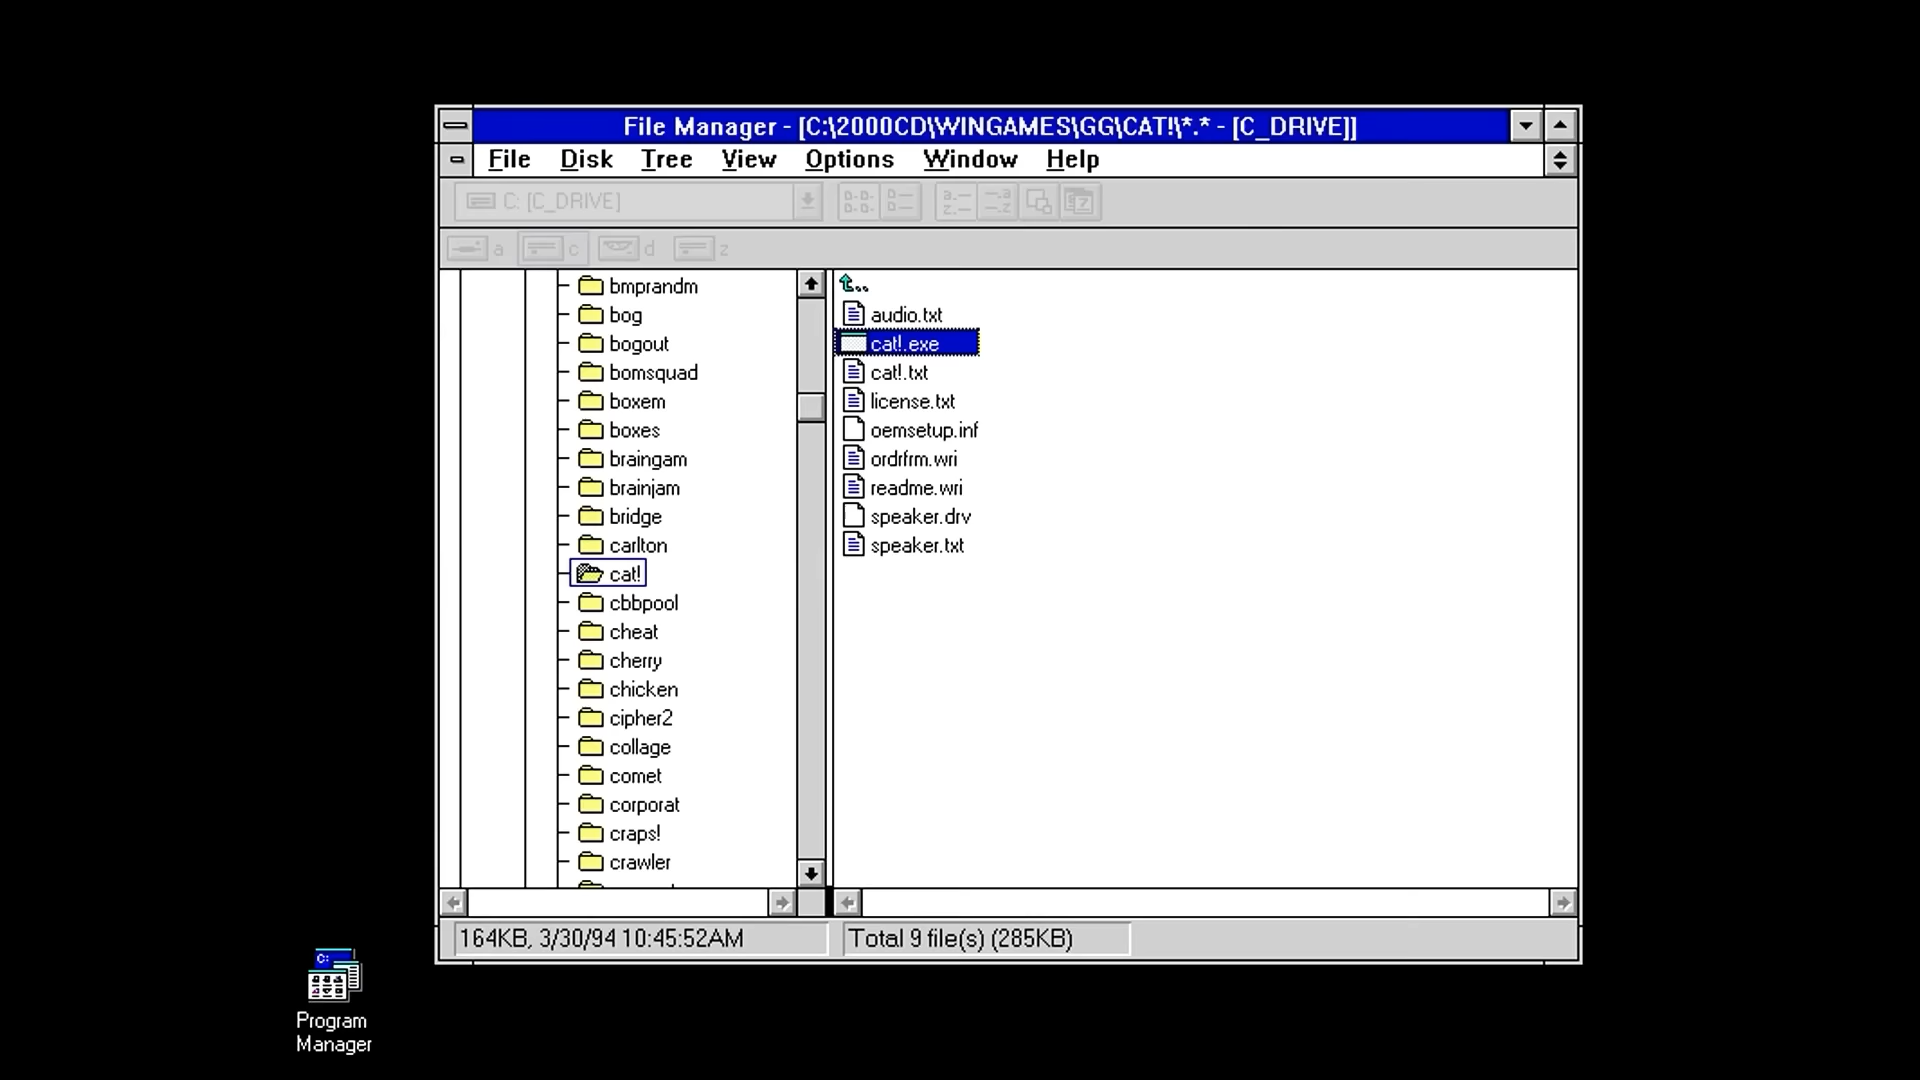 File Manager - [C:\2000CD\WINGAMES\GG\CAT!\*.* - [C_DRIVE]]
File Disk Tree View Options Window Help
C: [C_DRIVE]
a c d z
bmprandm
bog
bogout
bomsquad
boxem
boxes
braingam
brainjam
bridge
carlton
cat!
cbbpool
cheat
cherry
chicken
cipher2
collage
comet
corporat
craps!
crawler
..
audio.txt
cat!.exe
cat!.txt
license.txt
oemsetup.inf
ordrfrm.wri
readme.wri
speaker.drv
speaker.txt
164KB, 3/30/94 10:45:52AM
Total 9 file(s) (285KB)
C:
Program
Manager